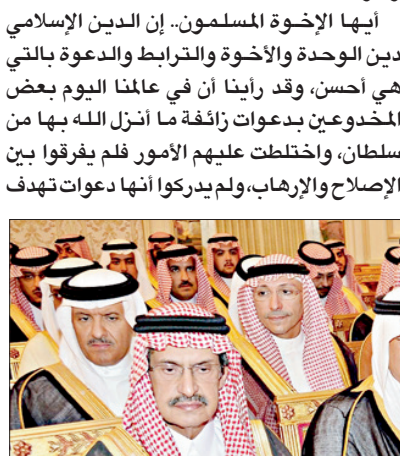 أيها الإخوة المسلمون.. إن الدين الإسلامي
دين الوحدة والأخوة والترابط والدعوة بالتي
هي أحسن، وقد رأينا أن في عالمنا اليوم بعض
المخدوعين بدعوات زائفة ما أنزل الله بها من
سلطان، واختلطت عليهم الأمور فلم يفرقوا بين
الإصلاح والإرهاب، ولم يدركوا أنها دعوات تهدف